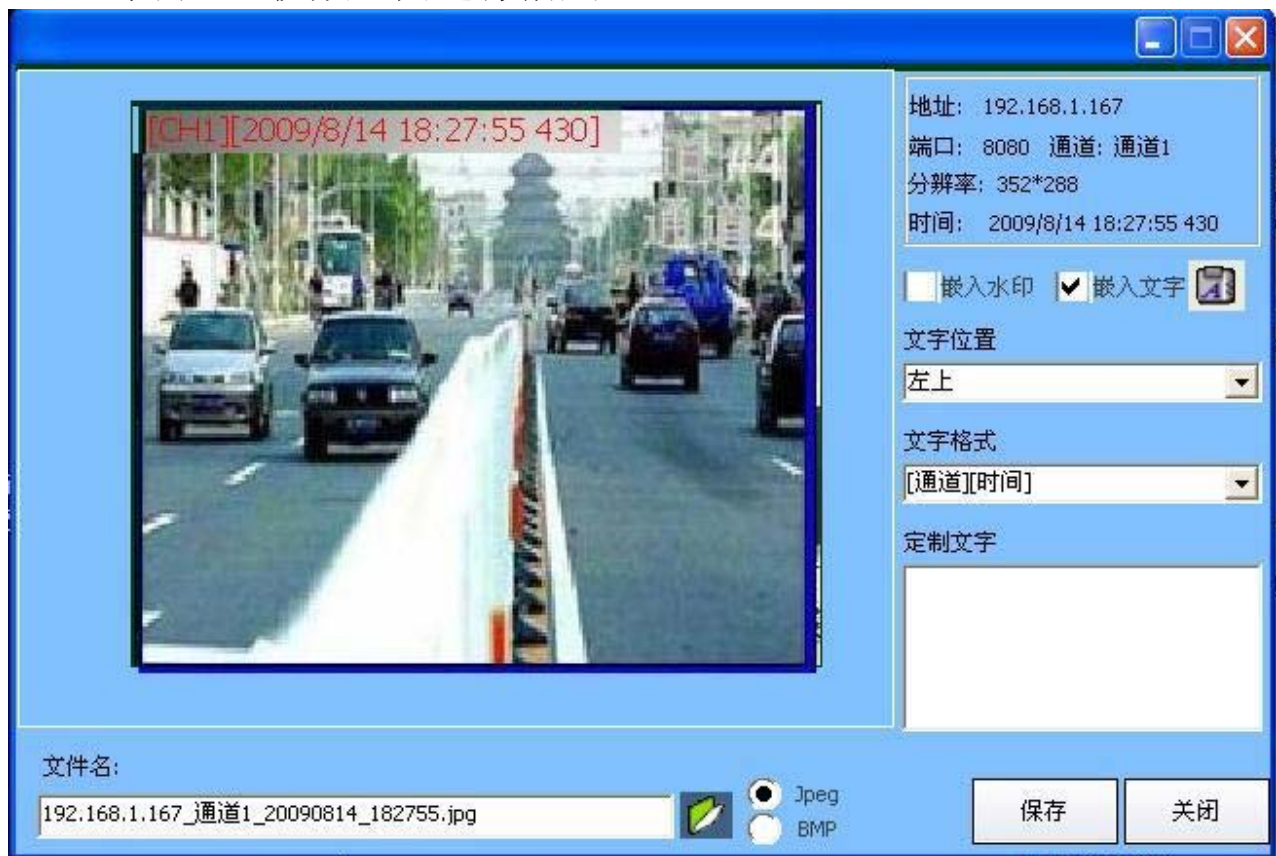 [CH1][2009/8/14 18:27:55 430]
地址: 192.168.1.167
端口: 8080 通道: 通道1
分辨率: 352*288
时间: 2009/8/14 18:27:55 430
嵌入水印 嵌入文字
文字位置
左上
文字格式
[通道][时间]
定制文字
文件名:
192.168.1.167_通道1_20090814_182755.jpg
Jpeg
BMP
保存 关闭